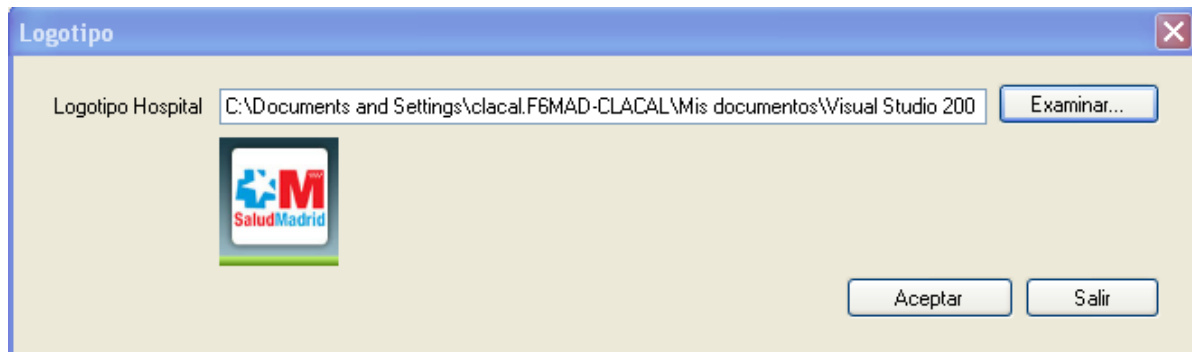 Logotipo
Logotipo Hospital C:\Documents and Settings\clacal.F6MAD-CLACAL\Mis documentos\Visual Studio 200 Examinar...
M
SaludMadrid
Aceptar Salir